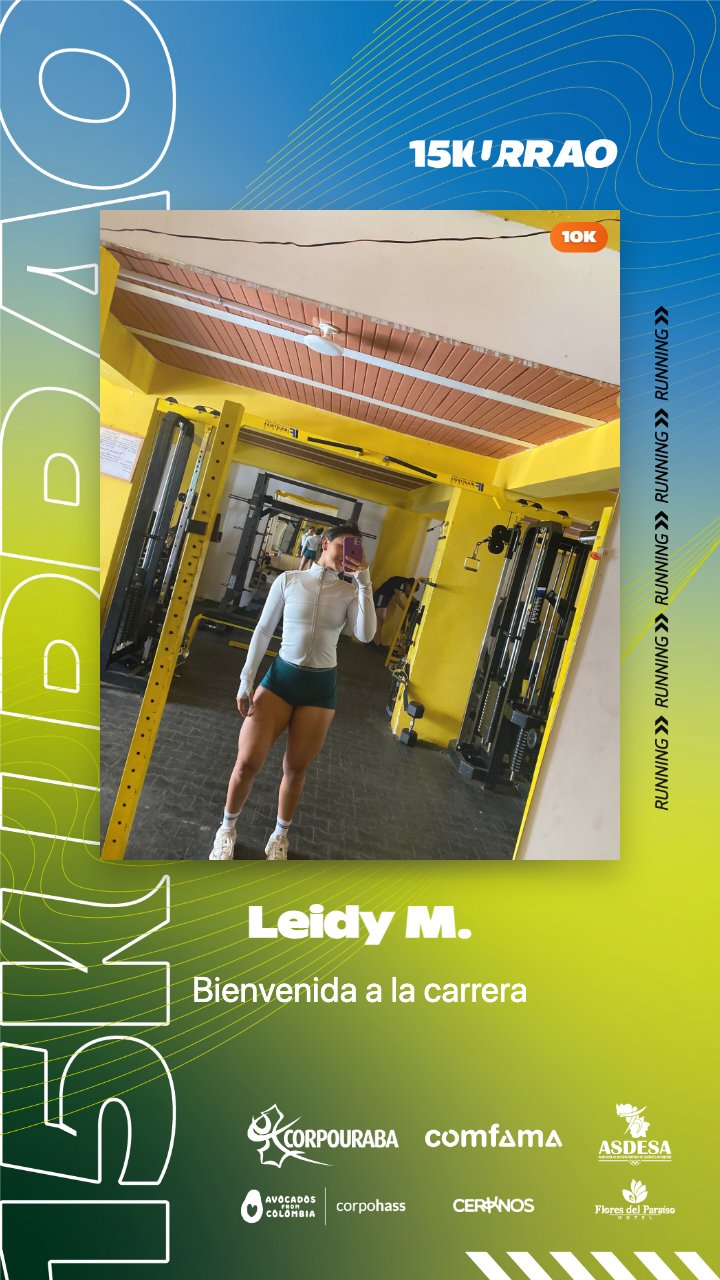 15KURRAO
15KURRAO
10K
RUNNING RUNNING RUNNING RUNNING RUNNING
Leidy M.
Bienvenida a la carrera
CORPOURABA
comfama
ASDESA
AVOCADOS
FROM
COLOMBIA
corpohass
CERKNOS
Flores del Paraíso
HOTEL